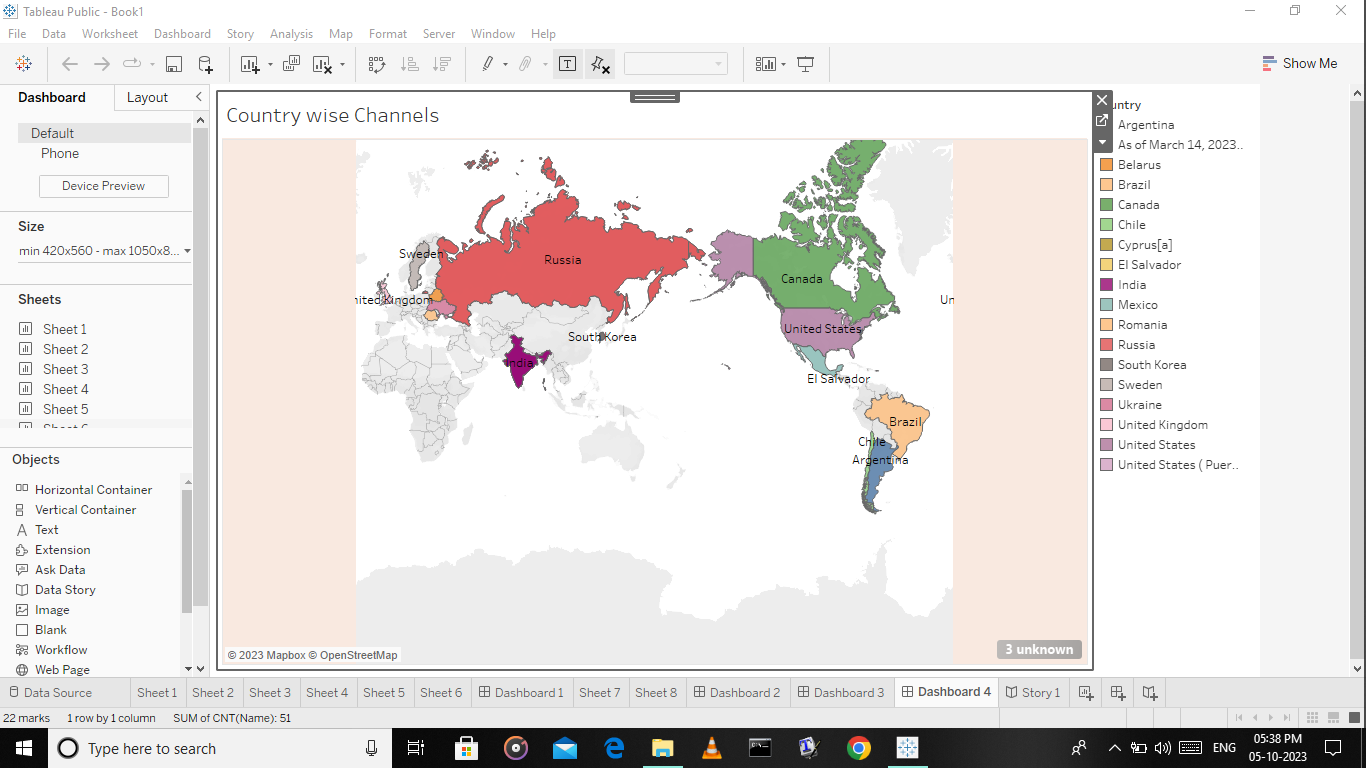 Tableau Public - Book1
File Data Worksheet Dashboard Story Analysis Map Format Server Window Help
Show Me
Dashboard Layout
Default
Phone
Device Preview
Size
min 420x560 - max 1050x8...
Sheets
Sheet 1
Sheet 2
Sheet 3
Sheet 4
Sheet 5
Objects
Horizontal Container
Vertical Container
Text
Extension
Ask Data
Data Story
Image
Blank
Workflow
Web Page
Country wise Channels
Sweden
Russia
nited Kingdom
South Korea
India
Canada
Un
United States
El Salvador
Brazil
Chile
Argentina
© 2023 Mapbox © OpenStreetMap
3 unknown
untry
Argentina
As of March 14, 2023..
Belarus
Brazil
Canada
Chile
Cyprus[a]
El Salvador
India
Mexico
Romania
Russia
South Korea
Sweden
Ukraine
United Kingdom
United States
United States ( Puer..
Data Source Sheet 1 Sheet 2 Sheet 3 Sheet 4 Sheet 5 Sheet 6 Dashboard 1 Sheet 7 Sheet 8 Dashboard 2 Dashboard 3 Dashboard 4 Story 1
22 marks 1 row by 1 column SUM of CNT(Name): 51
Type here to search
ENG
05:38 PM
05-10-2023